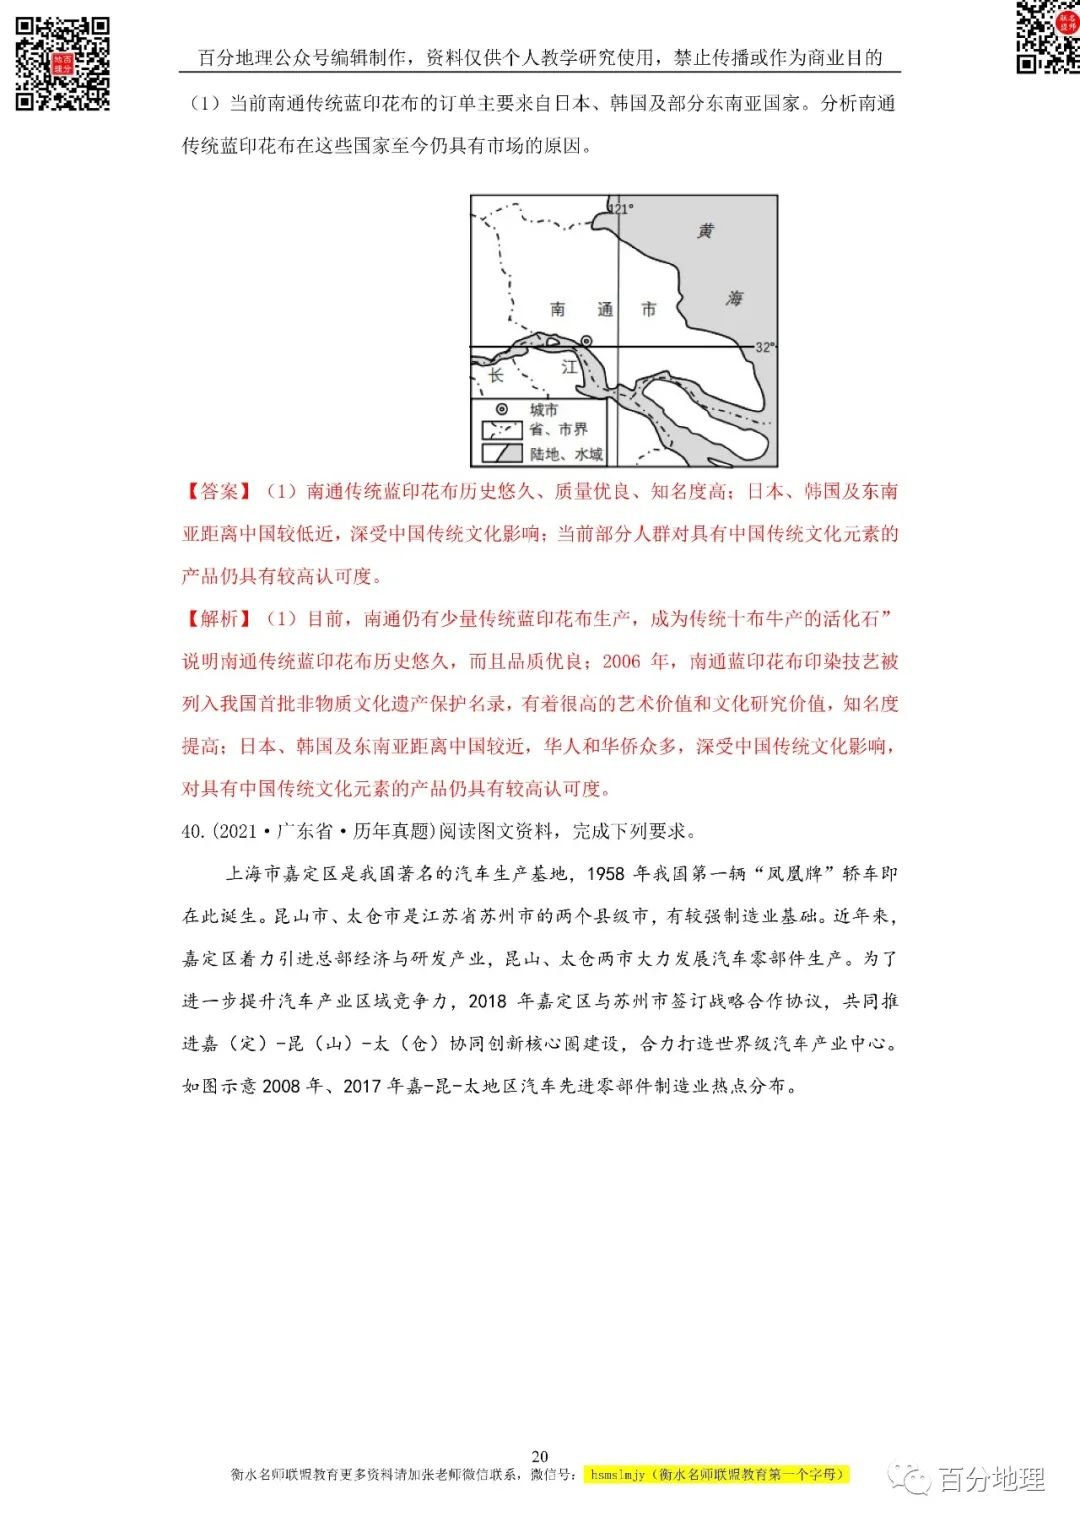 百分地理公众号编辑制作，资料仅供个人教学研究使用，禁止传播或作为商业目的
（1）当前南通传统蓝印花布的订单主要来自日本、韩国及部分东南亚国家。分析南通
传统蓝印花布在这些国家至今仍具有市场的原因。
121°
黄
海
南 通 市
32°
长 江
城市
省、市界
陆地、水域
【答案】（1）南通传统蓝印花布历史悠久、质量优良、知名度高；日本、韩国及东南
亚距离中国较低近，深受中国传统文化影响；当前部分人群对具有中国传统文化元素的
产品仍具有较高认可度。
【解析】（1）目前，南通仍有少量传统蓝印花布生产，成为传统十布牛产的活化石”
说明南通传统蓝印花布历史悠久，而且品质优良；2006 年，南通蓝印花布印染技艺被
列入我国首批非物质文化遗产保护名录，有着很高的艺术价值和文化研究价值，知名度
提高；日本、韩国及东南亚距离中国较近，华人和华侨众多，深受中国传统文化影响，
对具有中国传统文化元素的产品仍具有较高认可度。
40.(2021·广东省·历年真题)阅读图文资料，完成下列要求。
上海市嘉定区是我国著名的汽车生产基地，1958 年我国第一辆“凤凰牌”轿车即
在此诞生。昆山市、太仓市是江苏省苏州市的两个县级市，有较强制造业基础。近年来，
嘉定区着力引进总部经济与研发产业，昆山、太仓两市大力发展汽车零部件生产。为了
进一步提升汽车产业区域竞争力，2018 年嘉定区与苏州市签订战略合作协议，共同推
进嘉（定）-昆（山）-太（仓）协同创新核心圈建设，合力打造世界级汽车产业中心。
如图示意 2008 年、2017 年嘉-昆-太地区汽车先进零部件制造业热点分布。
20
衡水名师联盟教育更多资料请加张老师微信联系，微信号： hsmslmjy（衡水名师联盟教育第一个字母）
百分地理